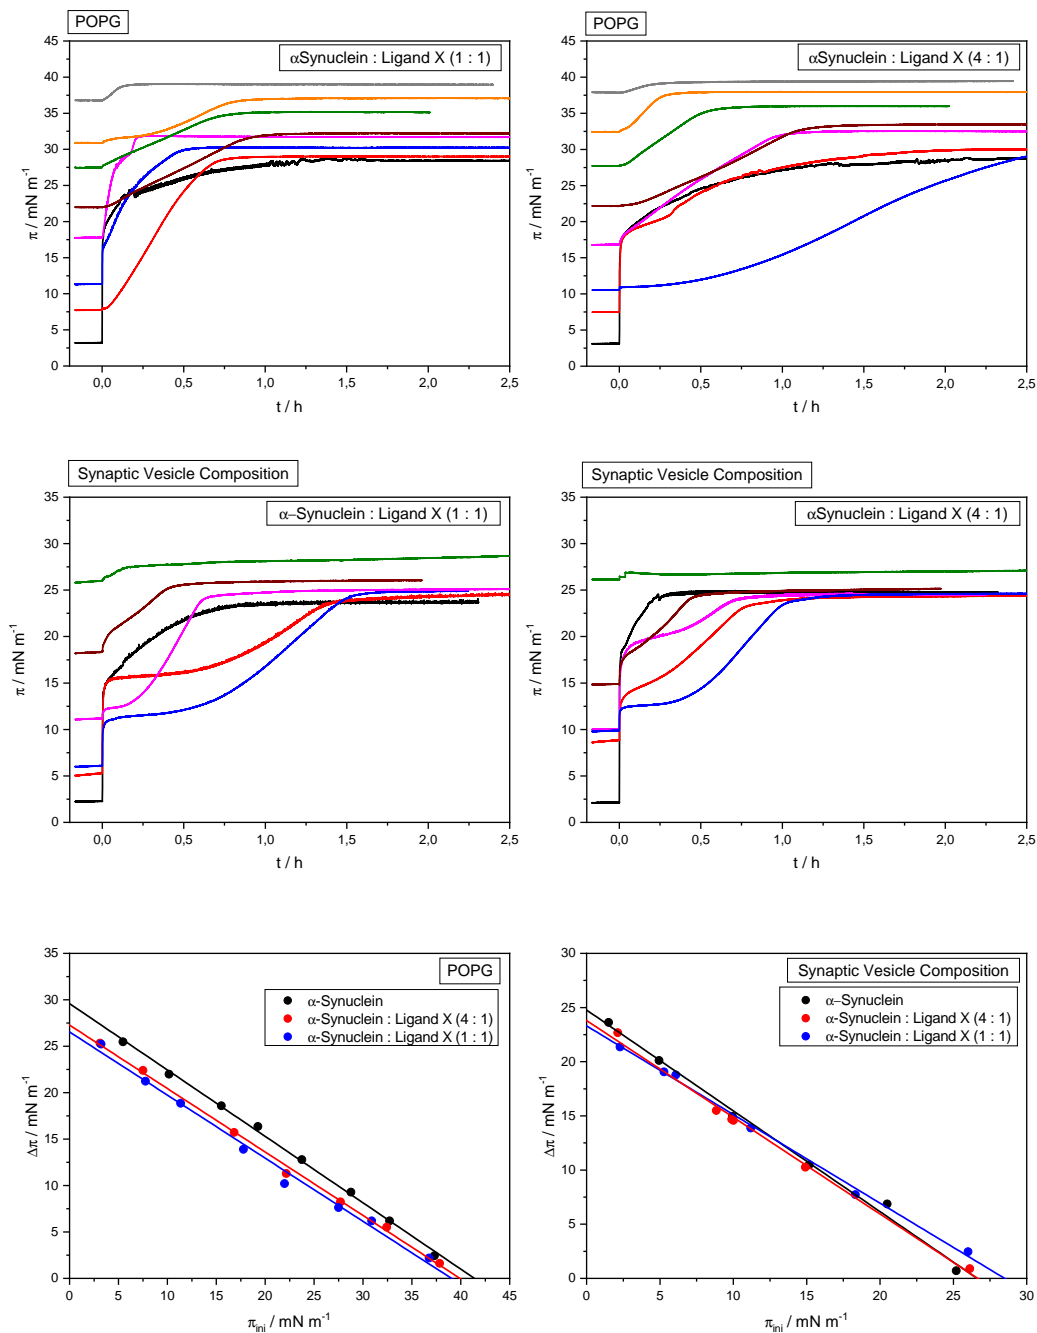 POPG
αSynuclein : Ligand X (1 : 1)
45
40
35
30
25
20
15
10
5
0
π / mN m⁻¹
0,0 0,5 1,0 1,5 2,0 2,5
t / h
POPG
αSynuclein : Ligand X (4 : 1)
45
40
35
30
25
20
15
10
5
0
π / mN m⁻¹
0,0 0,5 1,0 1,5 2,0 2,5
t / h
Synaptic Vesicle Composition
α–Synuclein : Ligand X (1 : 1)
35
30
25
20
15
10
5
0
π / mN m⁻¹
0,0 0,5 1,0 1,5 2,0 2,5
t / h
Synaptic Vesicle Composition
αSynuclein : Ligand X (4 : 1)
35
30
25
20
15
10
5
0
π / mN m⁻¹
0,0 0,5 1,0 1,5 2,0 2,5
t / h
POPG
α-Synuclein
α-Synuclein : Ligand X (4 : 1)
α-Synuclein : Ligand X (1 : 1)
35
30
25
20
15
10
5
0
Δπ / mN m⁻¹
0 5 10 15 20 25 30 35 40 45
π_inj / mN m⁻¹
Synaptic Vesicle Composition
α–Synuclein
α-Synuclein : Ligand X (4 : 1)
α-Synuclein : Ligand X (1 : 1)
30
25
20
15
10
5
0
Δπ / mN m⁻¹
0 5 10 15 20 25 30
π_inj / mN m⁻¹